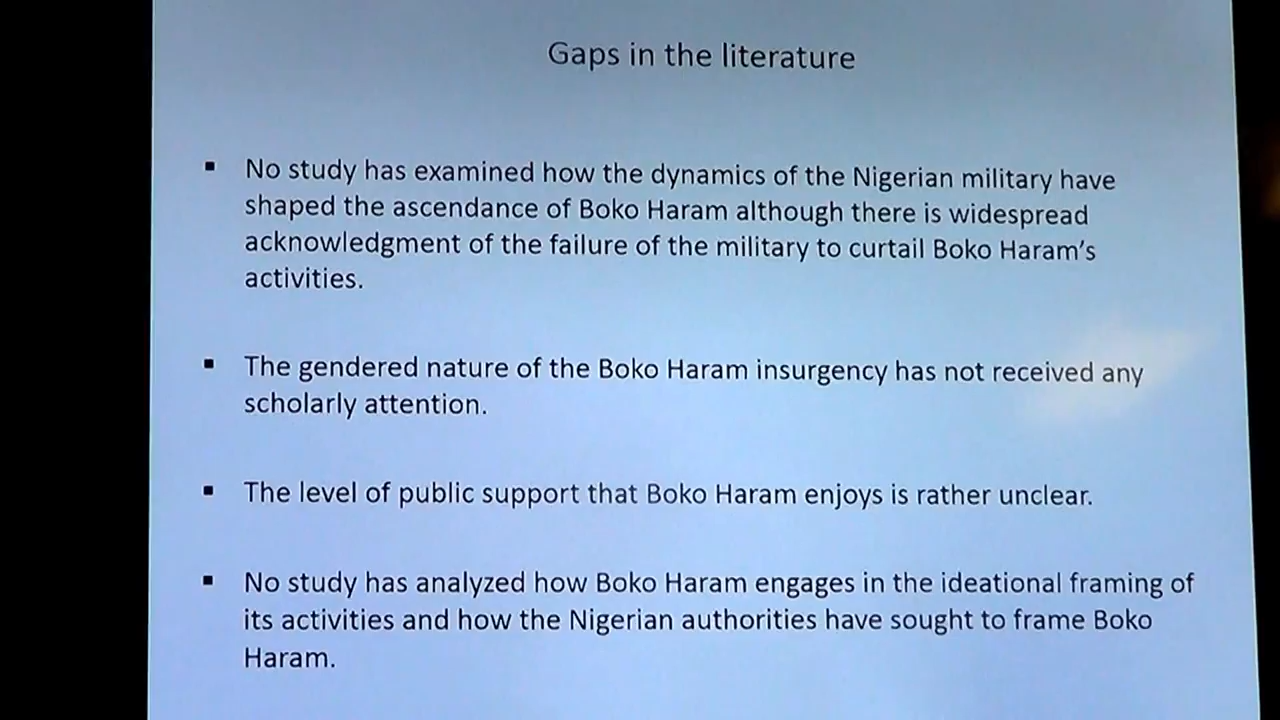 Gaps in the literature
▪ No study has examined how the dynamics of the Nigerian military have
shaped the ascendance of Boko Haram although there is widespread
acknowledgment of the failure of the military to curtail Boko Haram’s
activities.
▪ The gendered nature of the Boko Haram insurgency has not received any
scholarly attention.
▪ The level of public support that Boko Haram enjoys is rather unclear.
▪ No study has analyzed how Boko Haram engages in the ideational framing of
its activities and how the Nigerian authorities have sought to frame Boko
Haram.